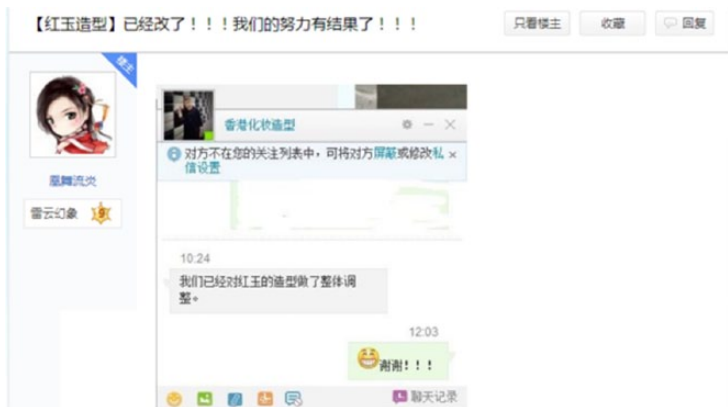 【红玉造型】已经改了！！！我们的努力有结果了！！！
只看楼主 收藏 回复
楼主
香港化妆造型
对方不在您的关注列表中，可将对方屏蔽或修改私
信设置
凰舞流炎
雷云幻象 9
10:24
我们已经对红玉的造型做了整体调
整。
12:03
谢谢！！！
聊天记录